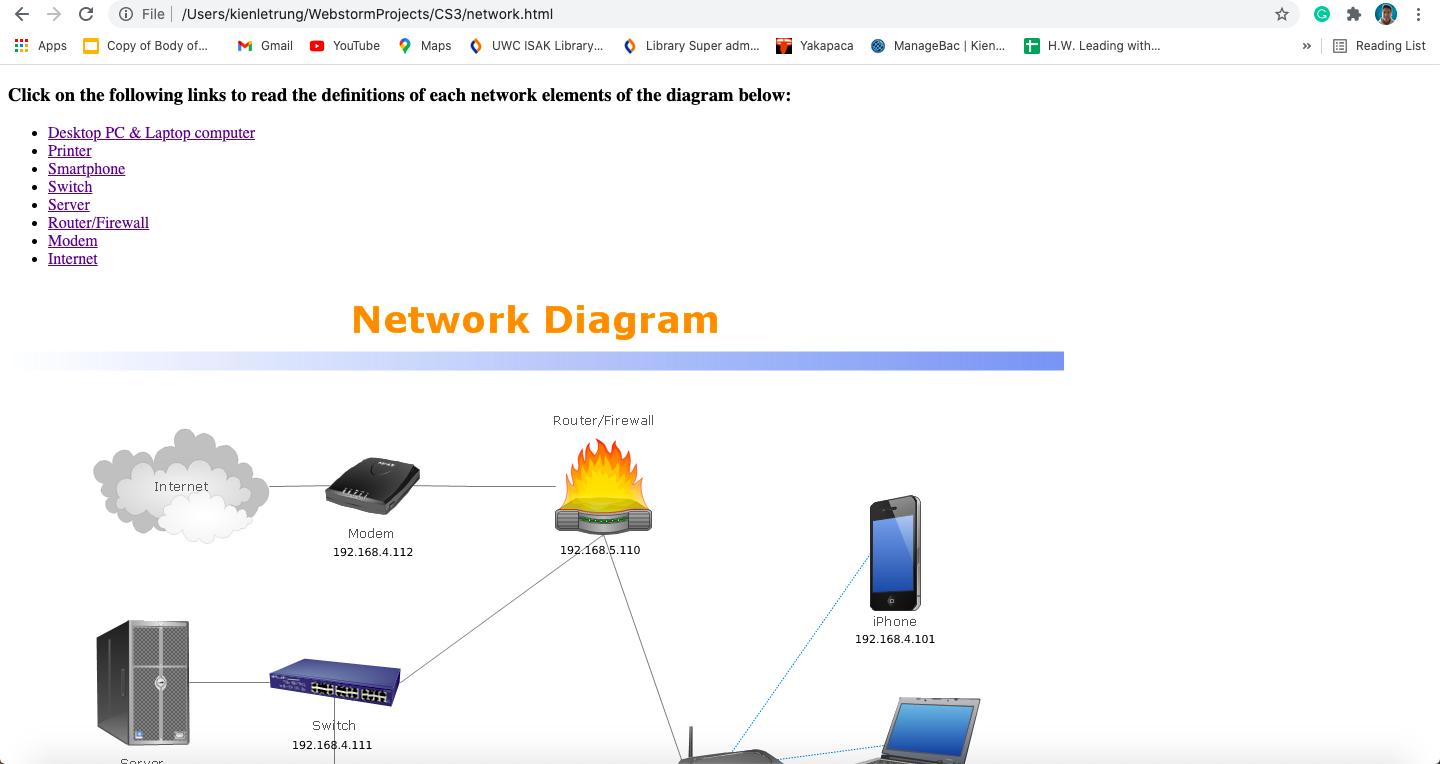 File | /Users/kienletrung/WebstormProjects/CS3/network.html
Apps Copy of Body of... Gmail YouTube Maps UWC ISAK Library... Library Super adm... Yakapaca ManageBac | Kien... H.W. Leading with... » Reading List
Click on the following links to read the definitions of each network elements of the diagram below:
• Desktop PC & Laptop computer
• Printer
• Smartphone
• Switch
• Server
• Router/Firewall
• Modem
• Internet
Network Diagram
Router/Firewall
Internet
Modem
192.168.4.112
192.168.5.110
iPhone
192.168.4.101
Switch
192.168.4.111
Server